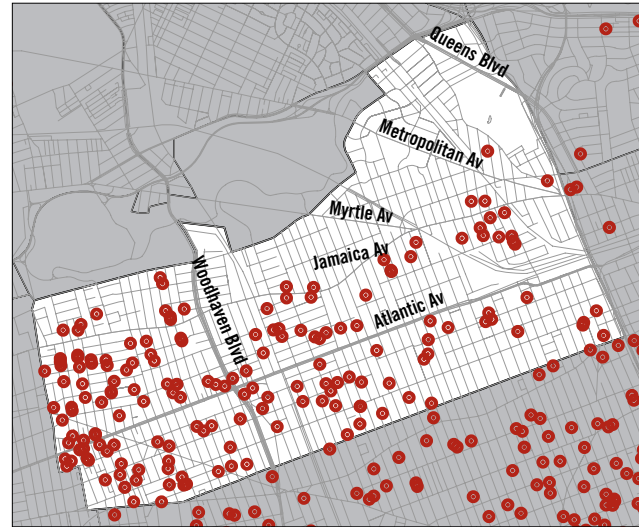 Queens Blvd
Metropolitan Av
Myrtle Av
Jamaica Av
Woodhaven Blvd
Atlantic Av